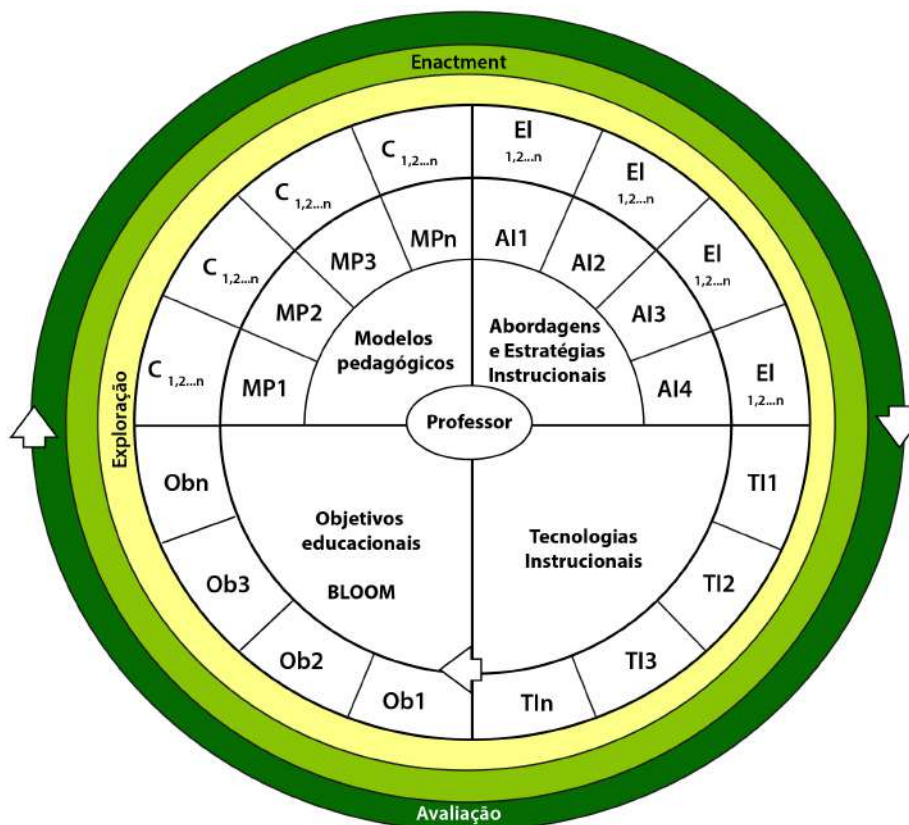 Enactment
C
1,2...n
EI
1,2...n
C
1,2...n
EI
1,2...n
C
1,2...n
EI
1,2...n
C
1,2...n
EI
1,2...n
MPn
AI1
MP3
AI2
MP2
AI3
MP1
AI4
Modelos
pedagógicos
Abordagens
e Estratégias
Instrucionais
Professor
Exploração
Obn
TI1
Objetivos
educacionais
BLOOM
Tecnologias
Instrucionais
Ob3
TI2
Ob2
TI3
Ob1
TIn
Avaliação